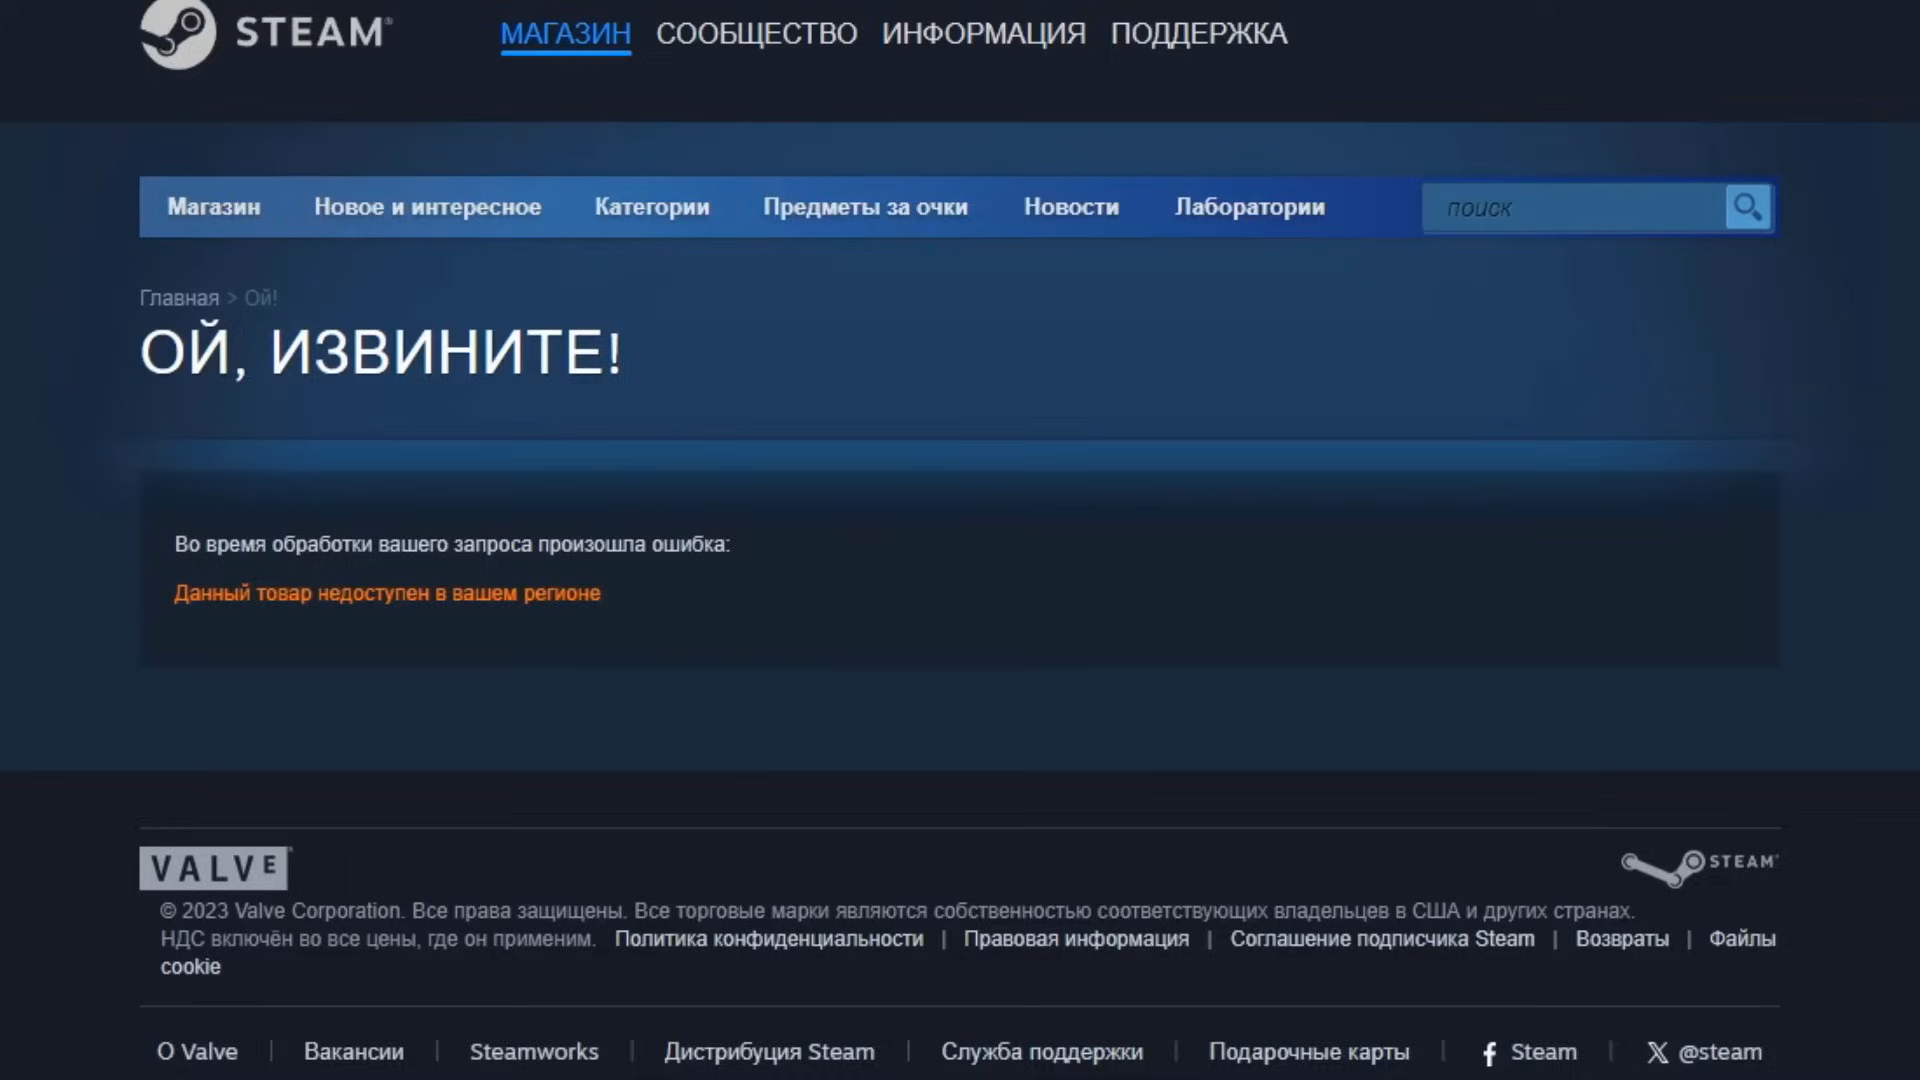 STEAM®
МАГАЗИН СООБЩЕСТВО ИНФОРМАЦИЯ ПОДДЕРЖКА
Магазин Новое и интересное Категории Предметы за очки Новости Лаборатории поиск
Главная > Ой!
ОЙ, ИЗВИНИТЕ!
Во время обработки вашего запроса произошла ошибка:
Данный товар недоступен в вашем регионе
VALVE
STEAM
© 2023 Valve Corporation. Все права защищены. Все торговые марки являются собственностью соответствующих владельцев в США и других странах.
НДС включён во все цены, где он применим. Политика конфиденциальности | Правовая информация | Соглашение подписчика Steam | Возвраты | Файлы
cookie
О Valve | Вакансии | Steamworks | Дистрибуция Steam | Служба поддержки | Подарочные карты | Steam | @steam